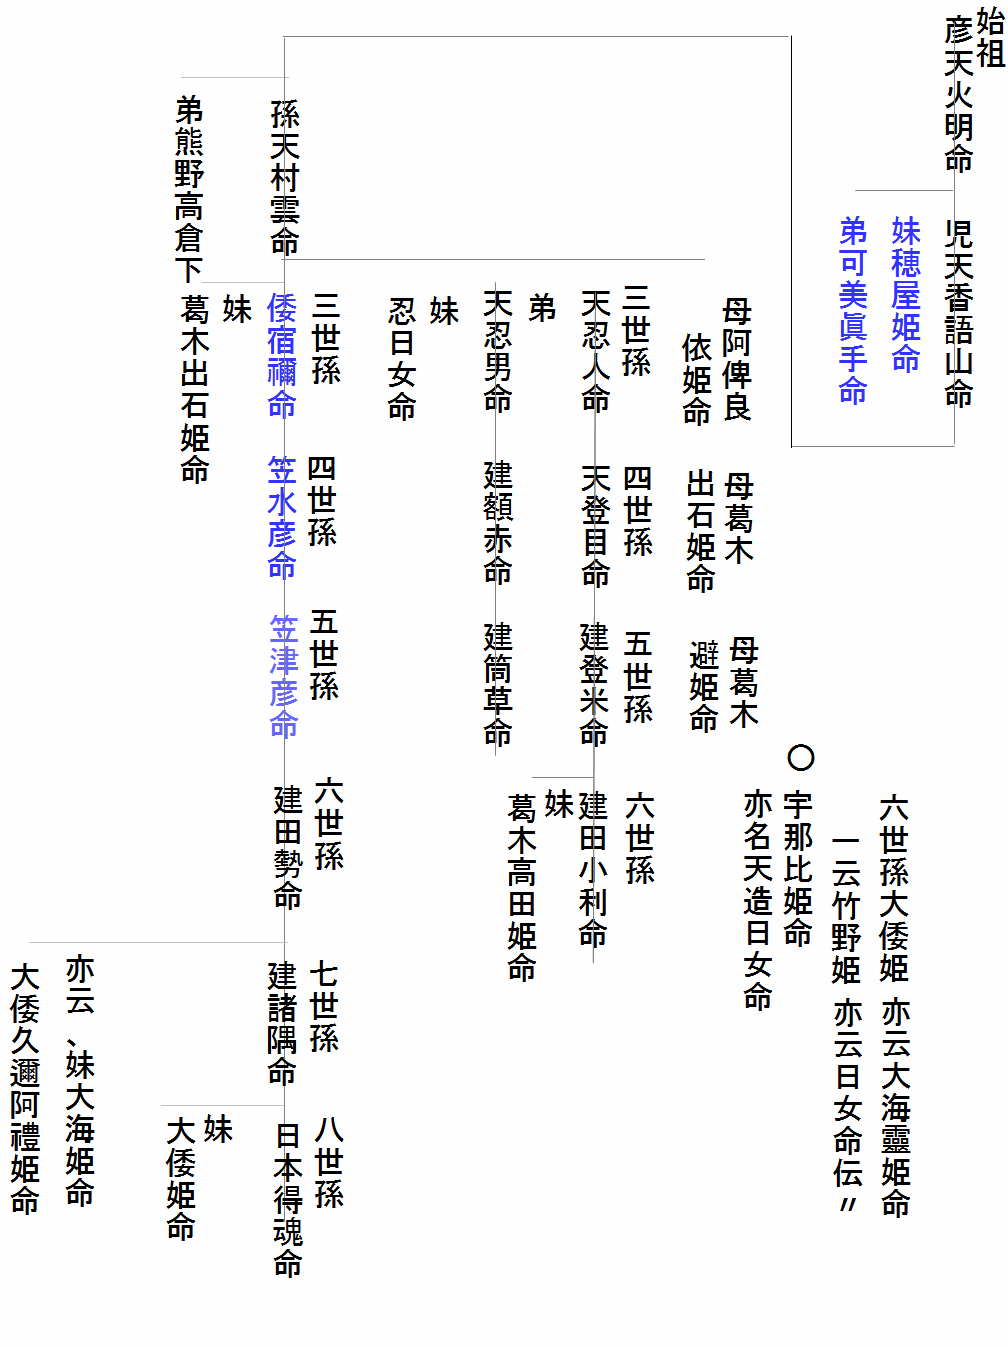 始祖
彦天火明命
児天香語山命
妹穂屋姫命
弟可美眞手命
孫天村雲命
弟熊野高倉下
母阿俾良
依姫命
三世孫
天忍人命
弟
天忍男命
妹
忍日女命
三世孫
倭宿禰命
妹
葛木出石姫命
母葛木
出石姫命
四世孫
天登目命
建額赤命
四世孫
笠水彦命
母葛木
避姫命
五世孫
建登米命
建筒草命
五世孫
笠津彦命
六世孫大倭姫 亦云大海靈姫命
一云竹野姫 亦云日女命伝〃
〇宇那比姫命
亦名天造日女命
六世孫
建田小利命
妹
葛木高田姫命
六世孫
建田勢命
七世孫
建諸隅命
亦云、妹大海姫命
大倭久邇阿禮姫命
八世孫
日本得魂命
妹
大倭姫命